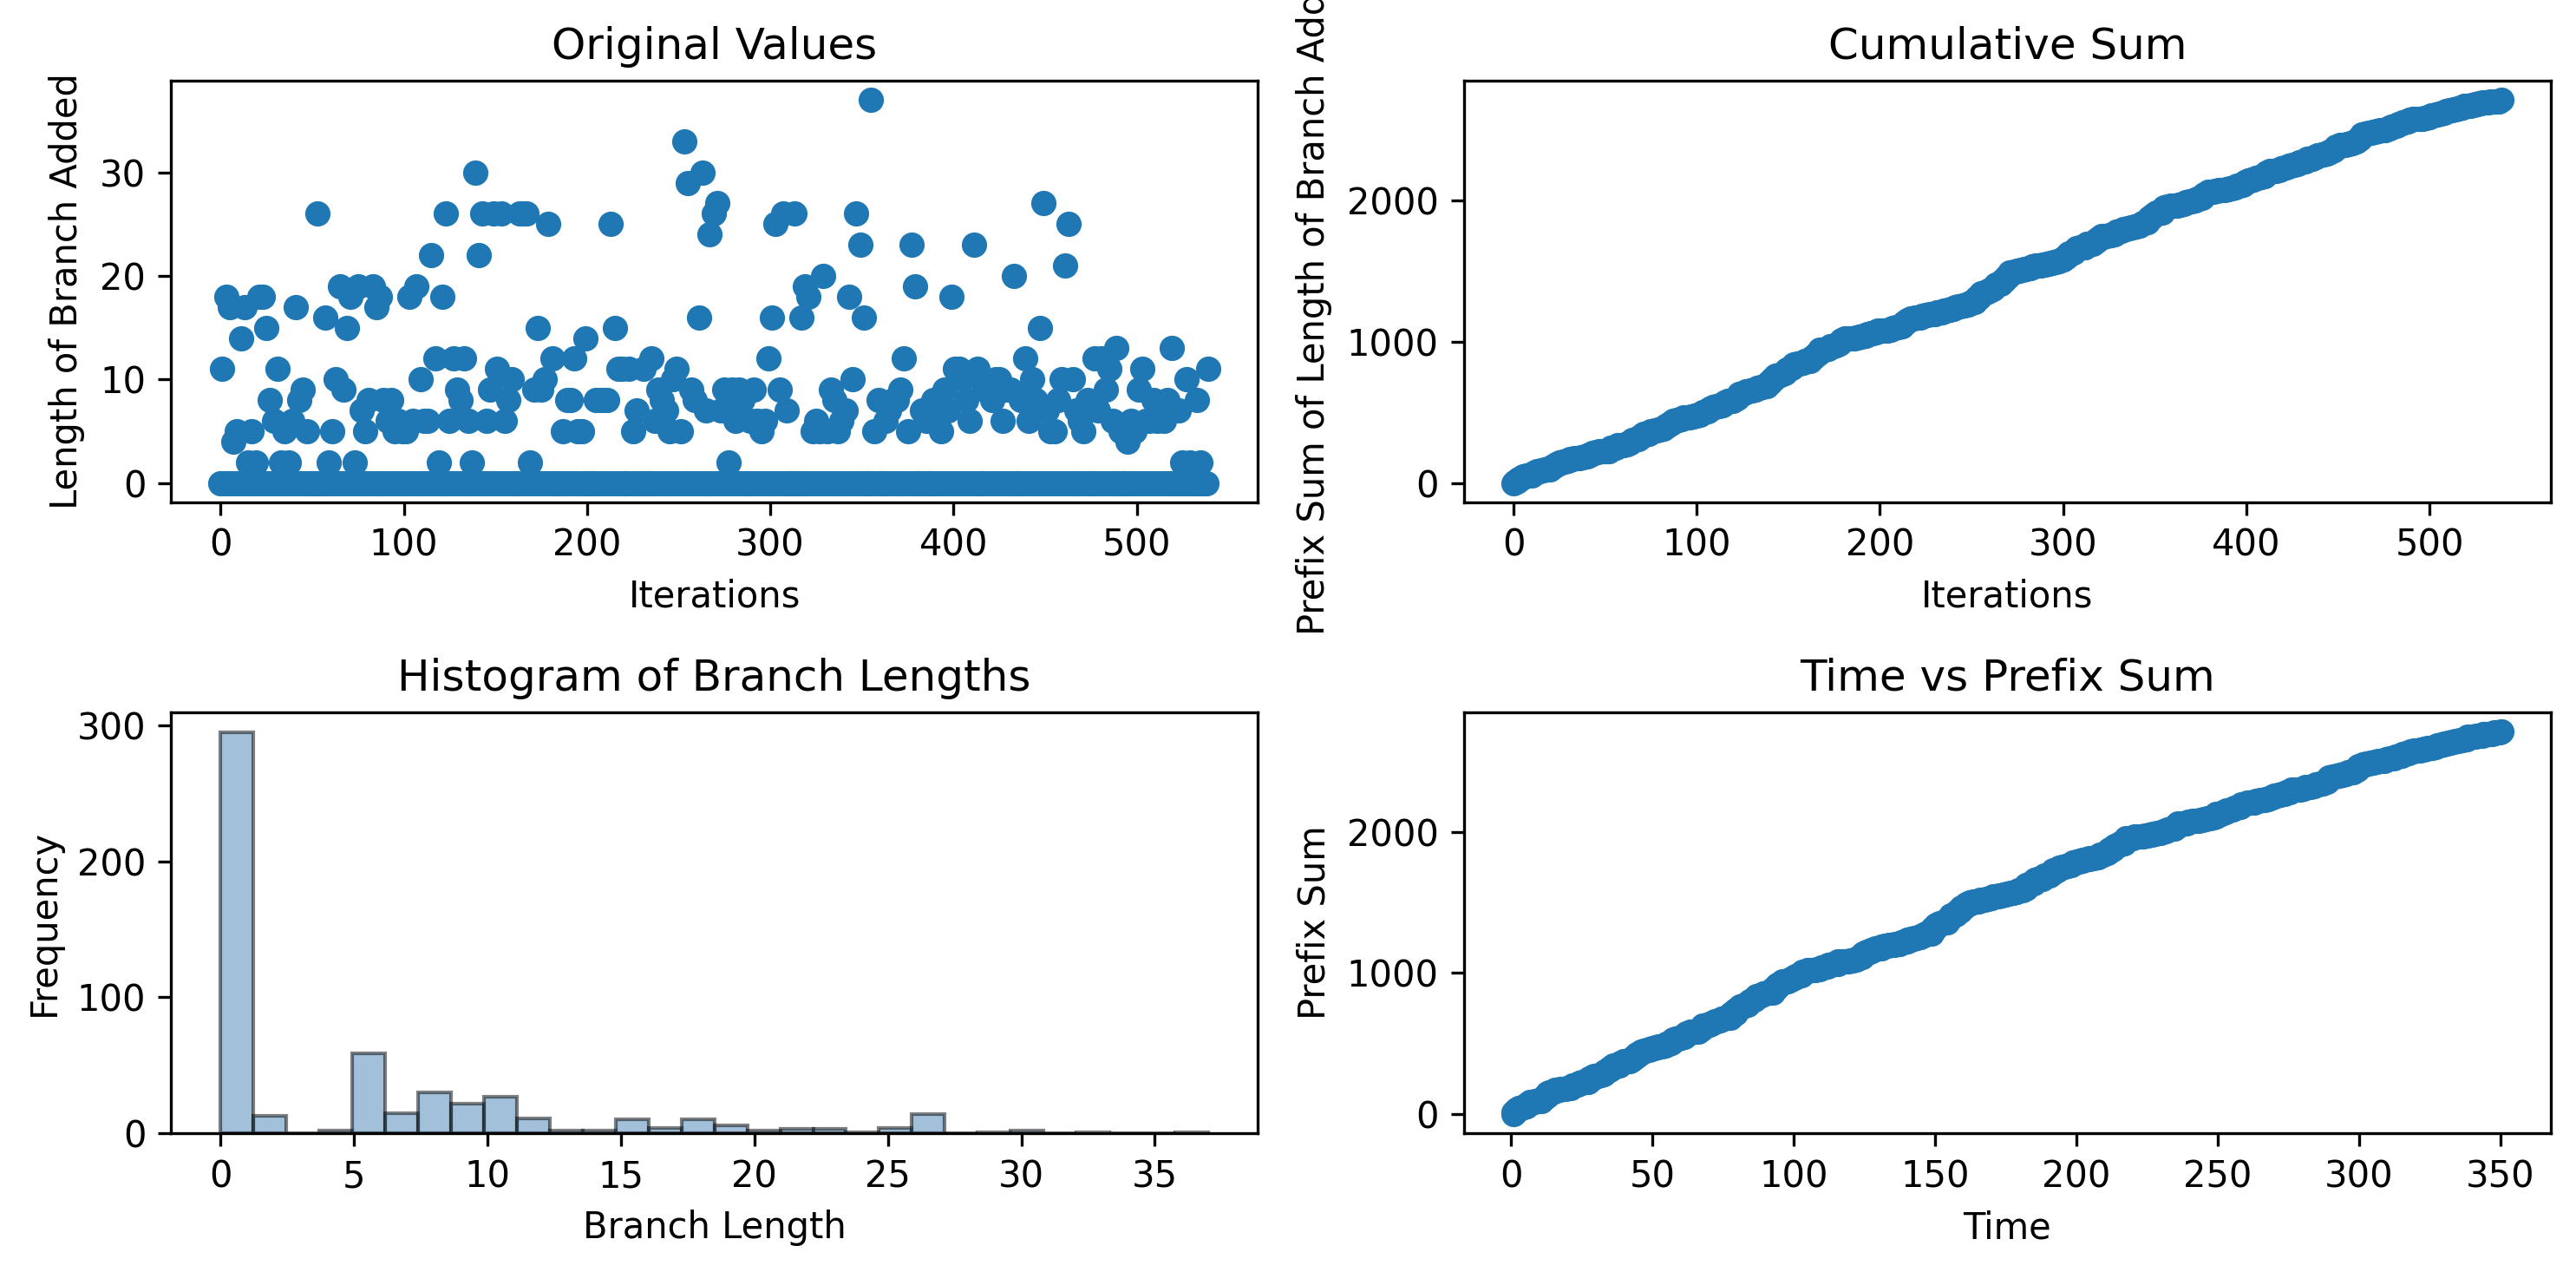 Original Values
Length of Branch Added
30
20
10
0
0 100 200 300 400 500
Iterations
Cumulative Sum
Prefix Sum of Length of Branch
2000
1000
0
0 100 200 300 400 500
Iterations
Histogram of Branch Lengths
Frequency
300
200
100
0
0 5 10 15 20 25 30 35
Branch Length
Time vs Prefix Sum
Prefix Sum
2000
1000
0
0 50 100 150 200 250 300 350
Time